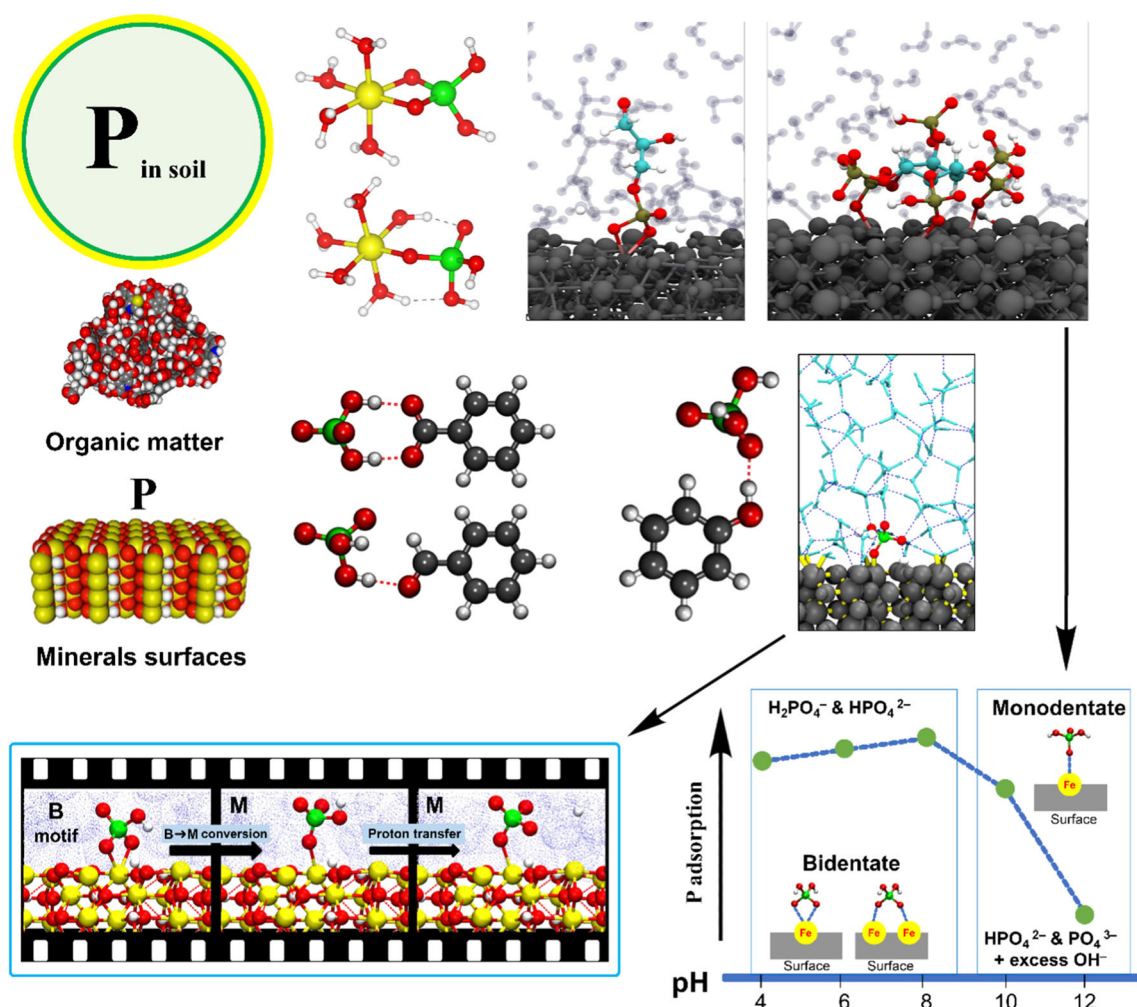 P in soil
Organic matter
P
Minerals surfaces
B
motif
B→M conversion
M
Proton transfer
M
P adsorption
H₂PO₄⁻ & HPO₄²⁻
Bidentate
Fe
Surface
Fe Fe
Surface
Monodentate
Fe
Surface
HPO₄²⁻ & PO₄³⁻
+ excess OH⁻
pH
4 6 8 10 12